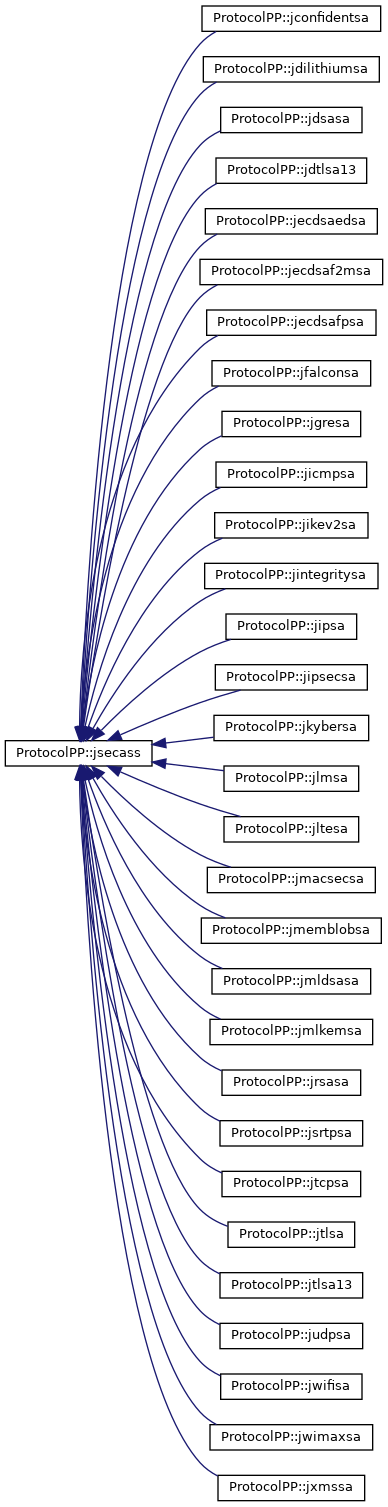 ProtocolPP::jconfidentsa
ProtocolPP::jdilithiumsa
ProtocolPP::jdsasa
ProtocolPP::jdtlsa13
ProtocolPP::jecdsaedsa
ProtocolPP::jecdsaf2msa
ProtocolPP::jecdsafpsa
ProtocolPP::jfalconsa
ProtocolPP::jgresa
ProtocolPP::jicmpsa
ProtocolPP::jikev2sa
ProtocolPP::jintegritysa
ProtocolPP::jipsa
ProtocolPP::jipsecsa
ProtocolPP::jkybersa
ProtocolPP::jsecass
ProtocolPP::jlmsa
ProtocolPP::jltesa
ProtocolPP::jmacsecsa
ProtocolPP::jmemblobsa
ProtocolPP::jmldsasa
ProtocolPP::jmlkemsa
ProtocolPP::jrsasa
ProtocolPP::jsrtpsa
ProtocolPP::jtcpsa
ProtocolPP::jtlsa
ProtocolPP::jtlsa13
ProtocolPP::judpsa
ProtocolPP::jwifisa
ProtocolPP::jwimaxsa
ProtocolPP::jxmssa